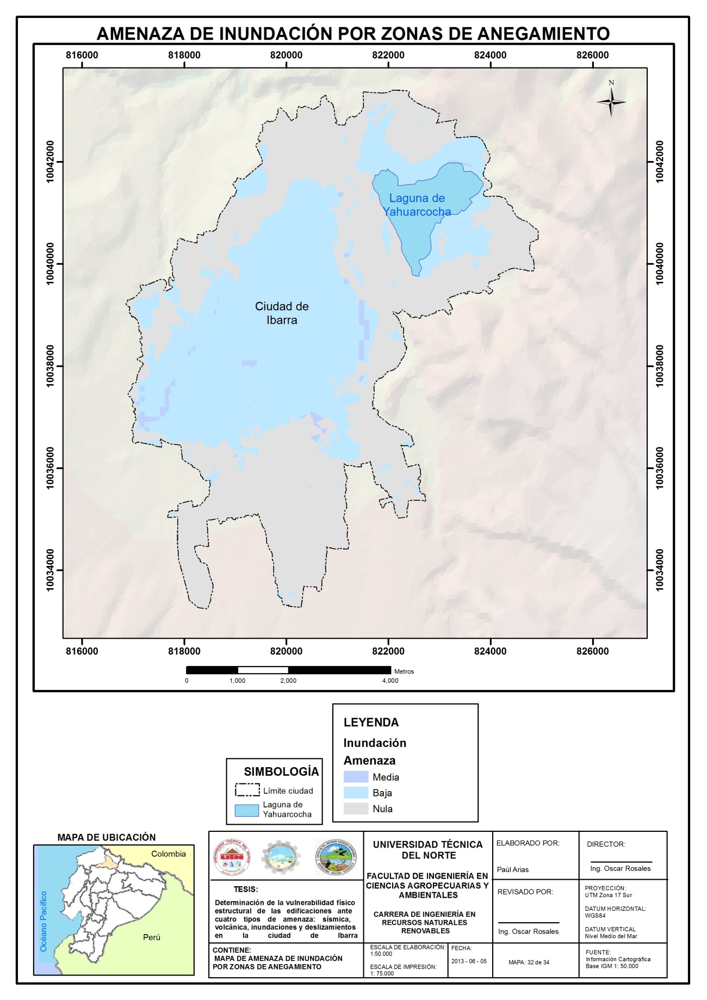 AMENAZA DE INUNDACIÓN POR ZONAS DE ANEGAMIENTO
816000 818000 820000 822000 824000 826000
N
10042000
10042000
Laguna de
Yahuarcocha
10040000
10040000
Ciudad de
Ibarra
10038000
10038000
10036000
10036000
10034000
10034000
816000 818000 820000 822000 824000 826000
Metros
0 1,000 2,000 4,000
LEYENDA
Inundación
Amenaza
Media
Baja
Nula
SIMBOLOGÍA
Límite ciudad
Laguna de
Yahuarcocha
MAPA DE UBICACIÓN
Colombia
Océano Pacífico
Perú
UNIVERSIDAD TÉCNICA DEL NORTE
UTN
IBARRA - ECUADOR
TESIS:
Determinación de la vulnerabilidad físico
estructural de las edificaciones ante
cuatro tipos de amenaza: sísmica,
volcánica, inundaciones y deslizamientos
en la ciudad de Ibarra
CONTIENE:
MAPA DE AMENAZA DE INUNDACIÓN
POR ZONAS DE ANEGAMIENTO
UNIVERSIDAD TÉCNICA
DEL NORTE
FACULTAD DE INGENIERÍA EN
CIENCIAS AGROPECUARIAS Y
AMBIENTALES
CARRERA DE INGENIERÍA EN
RECURSOS NATURALES
RENOVABLES
ESCALA DE ELABORACIÓN:
1:50.000
ESCALA DE IMPRESIÓN:
1: 75.000
FECHA:
2013 - 06 - 05
ELABORADO POR:
Paúl Arias
REVISADO POR:
Ing. Oscar Rosales
MAPA: 32 de 34
DIRECTOR:
Ing. Oscar Rosales
PROYECCIÓN:
UTM Zona 17 Sur
DATUM HORIZONTAL:
WGS84
DATUM VERTICAL
Nivel Medio del Mar
FUENTE:
Información Cartográfica
Base IGM 1: 50.000